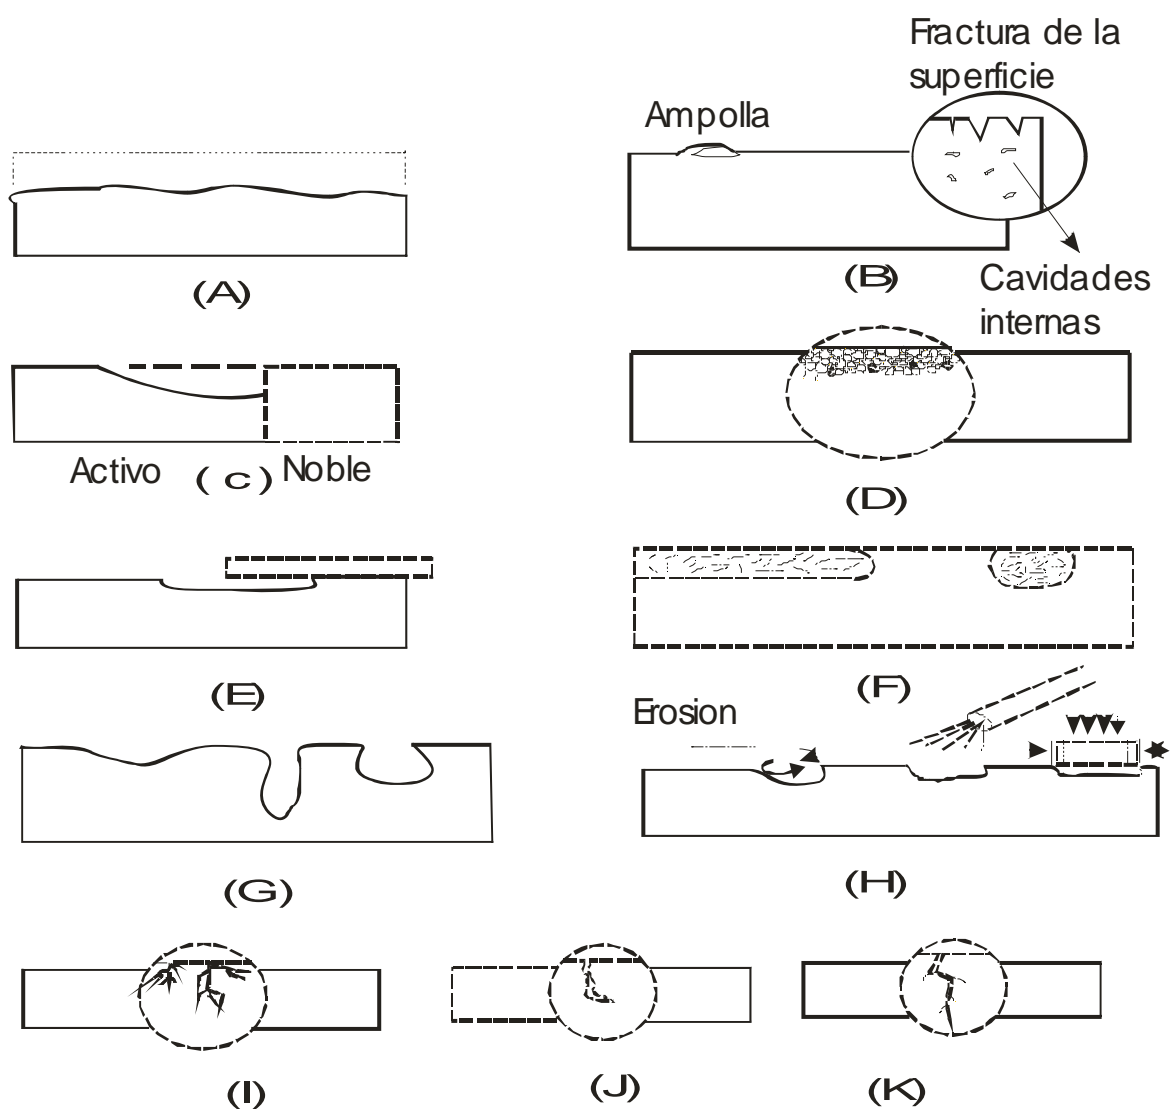 Fractura de la
superficie
Ampolla
(A)
(B)
Cavidades
internas
Activo
(c)
Noble
(D)
(E)
(F)
Erosion
(G)
(H)
(I)
(J)
(K)